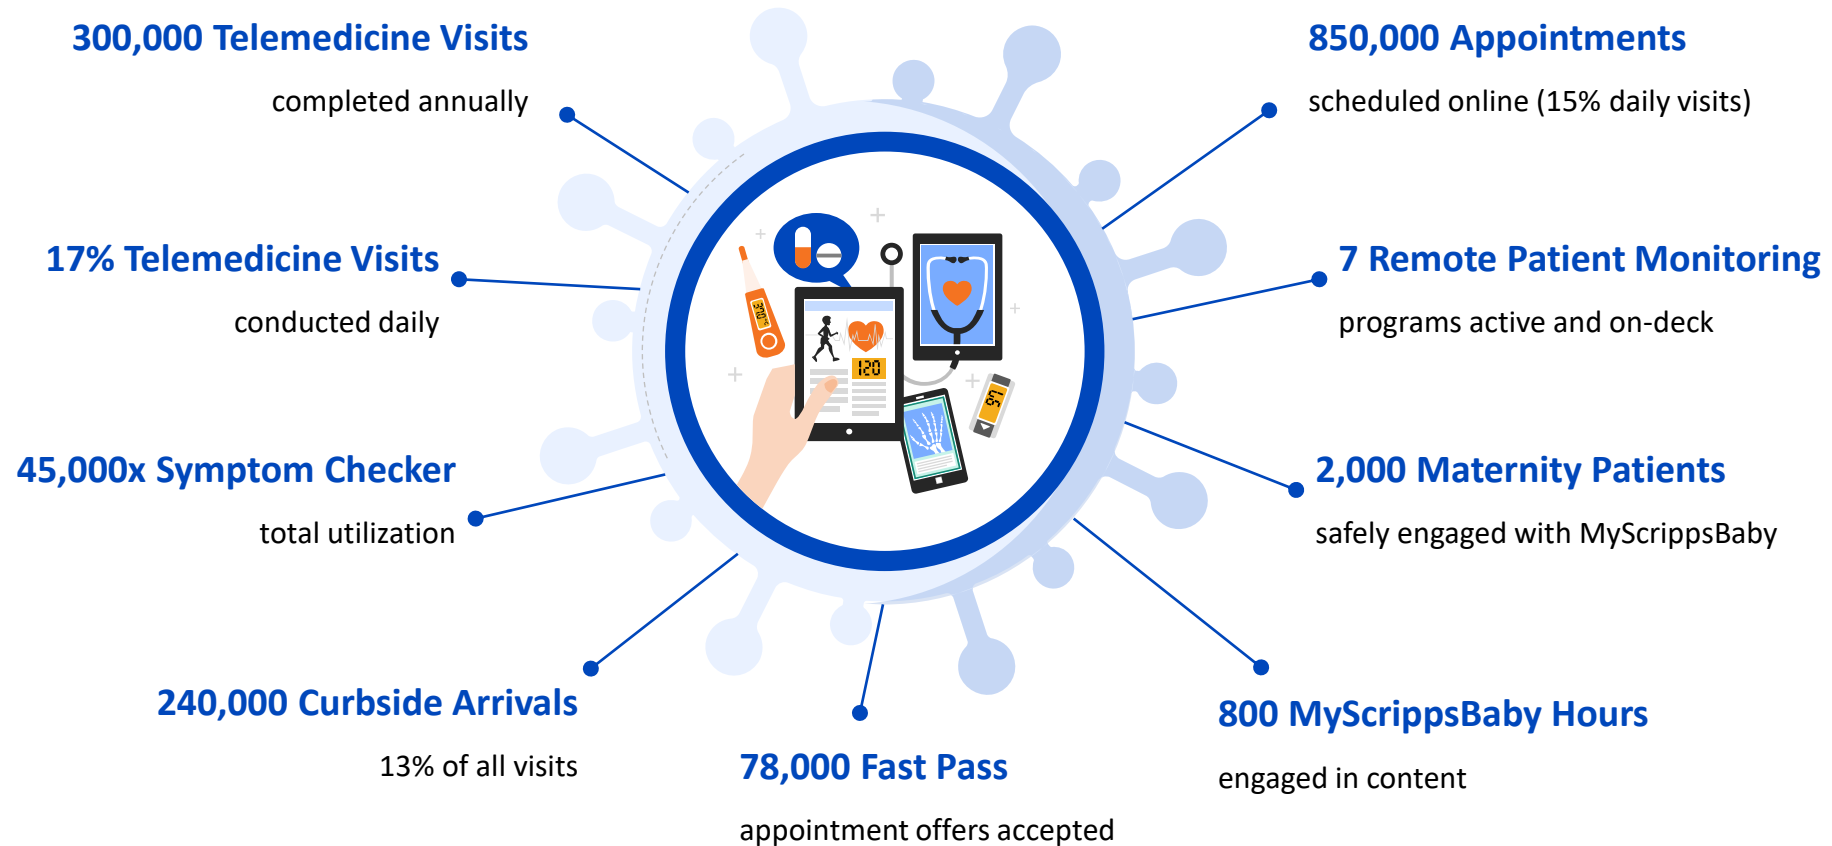 300,000 Telemedicine Visits
completed annually
17% Telemedicine Visits
conducted daily
45,000x Symptom Checker
total utilization
240,000 Curbside Arrivals
13% of all visits
78,000 Fast Pass
appointment offers accepted
850,000 Appointments
scheduled online (15% daily visits)
7 Remote Patient Monitoring
programs active and on-deck
2,000 Maternity Patients
safely engaged with MyScrippsBaby
800 MyScrippsBaby Hours
engaged in content
120